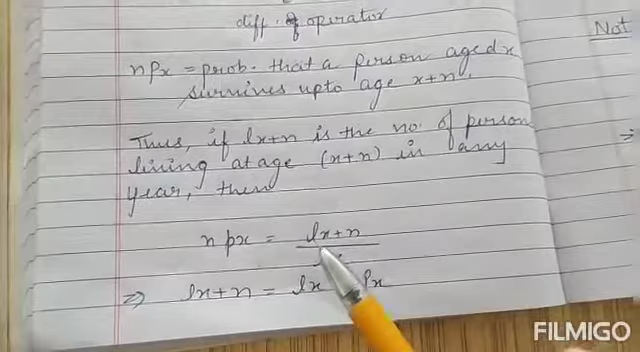 diff. of operator
Not
npx = prob. that a person aged x
survives upto age x+n.
Thus, if lx+n is the no. of person
living at age (x+n) in any
year, then
npx = lx+n
⇒ lx+n = lx px
FILMIGO